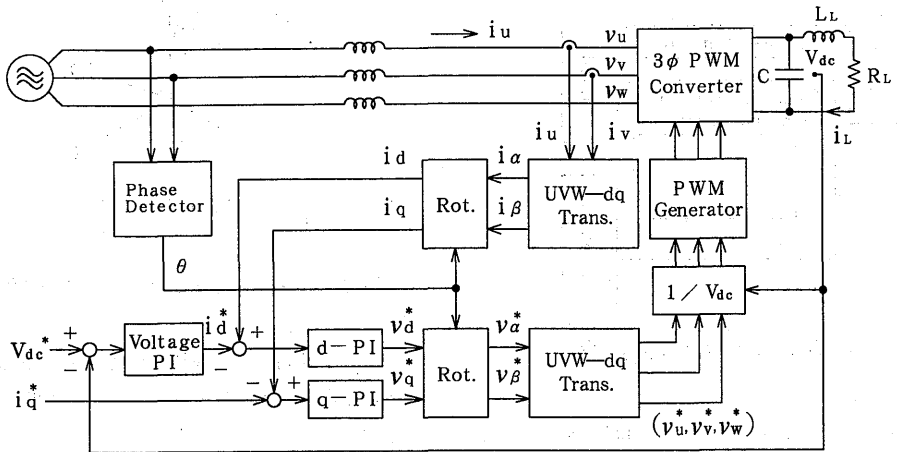 i u
v u
v v
v w
3φ PWM
Converter
L L
V dc
C
R L
i L
i u
i v
Phase
Detector
i d
i q
Rot.
i α
i β
UVW—dq
Trans.
PWM
Generator
θ
1 / V dc
V dc *
+
−
Voltage
PI
i d *
+
−
d−PI
v d *
i q *
−
+
q−PI
v q *
Rot.
v α *
v β *
UVW—dq
Trans.
(v u *, v v *, v w *)